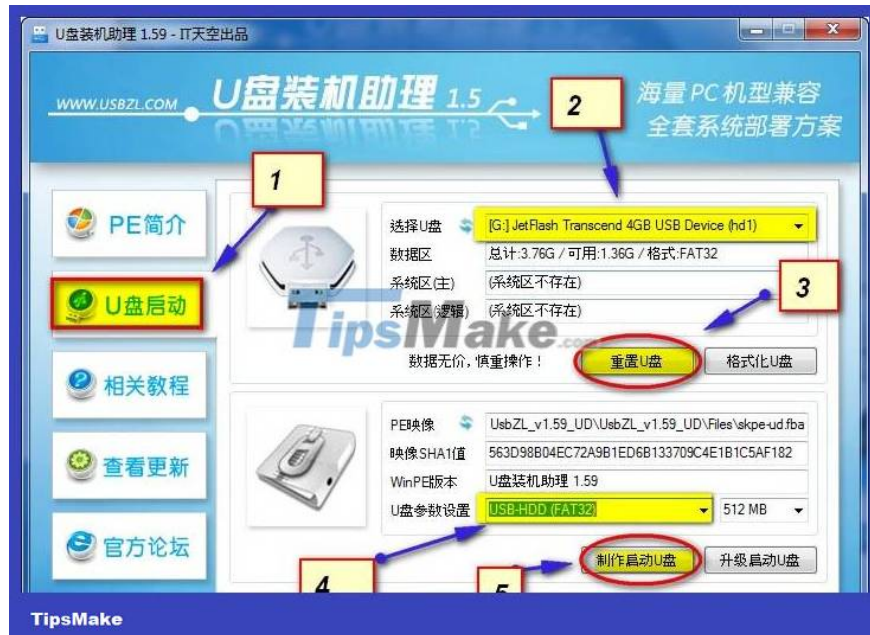 U盘装机助理 1.59 - IT天空出品
WWW.USBZL.COM
U盘装机助理 1.5
海量PC机型兼容
全套系统部署方案
1
2
PE简介
U盘启动
相关教程
查看更新
官方论坛
选择U盘
[G:] JetFlash Transcend 4GB USB Device (hd1)
数据区
总计:3.76G / 可用:1.36G / 格式:FAT32
系统区(主)
(系统区不存在)
系统区(逻辑)
(系统区不存在)
3
TipsMake.com
数据无价,慎重操作!
重置U盘
格式化U盘
PE映像
UsbZL_v1.59_UD\UsbZL_v1.59_UD\Files\skpe-ud.fba
映像SHA1值
563D98B04EC72A9B1ED6B133709C4E1B1C5AF182
WinPE版本
U盘装机助理 1.59
U盘参数设置
USB-HDD (FAT32)
512 MB
制作启动U盘
升级启动U盘
4
5
TipsMake